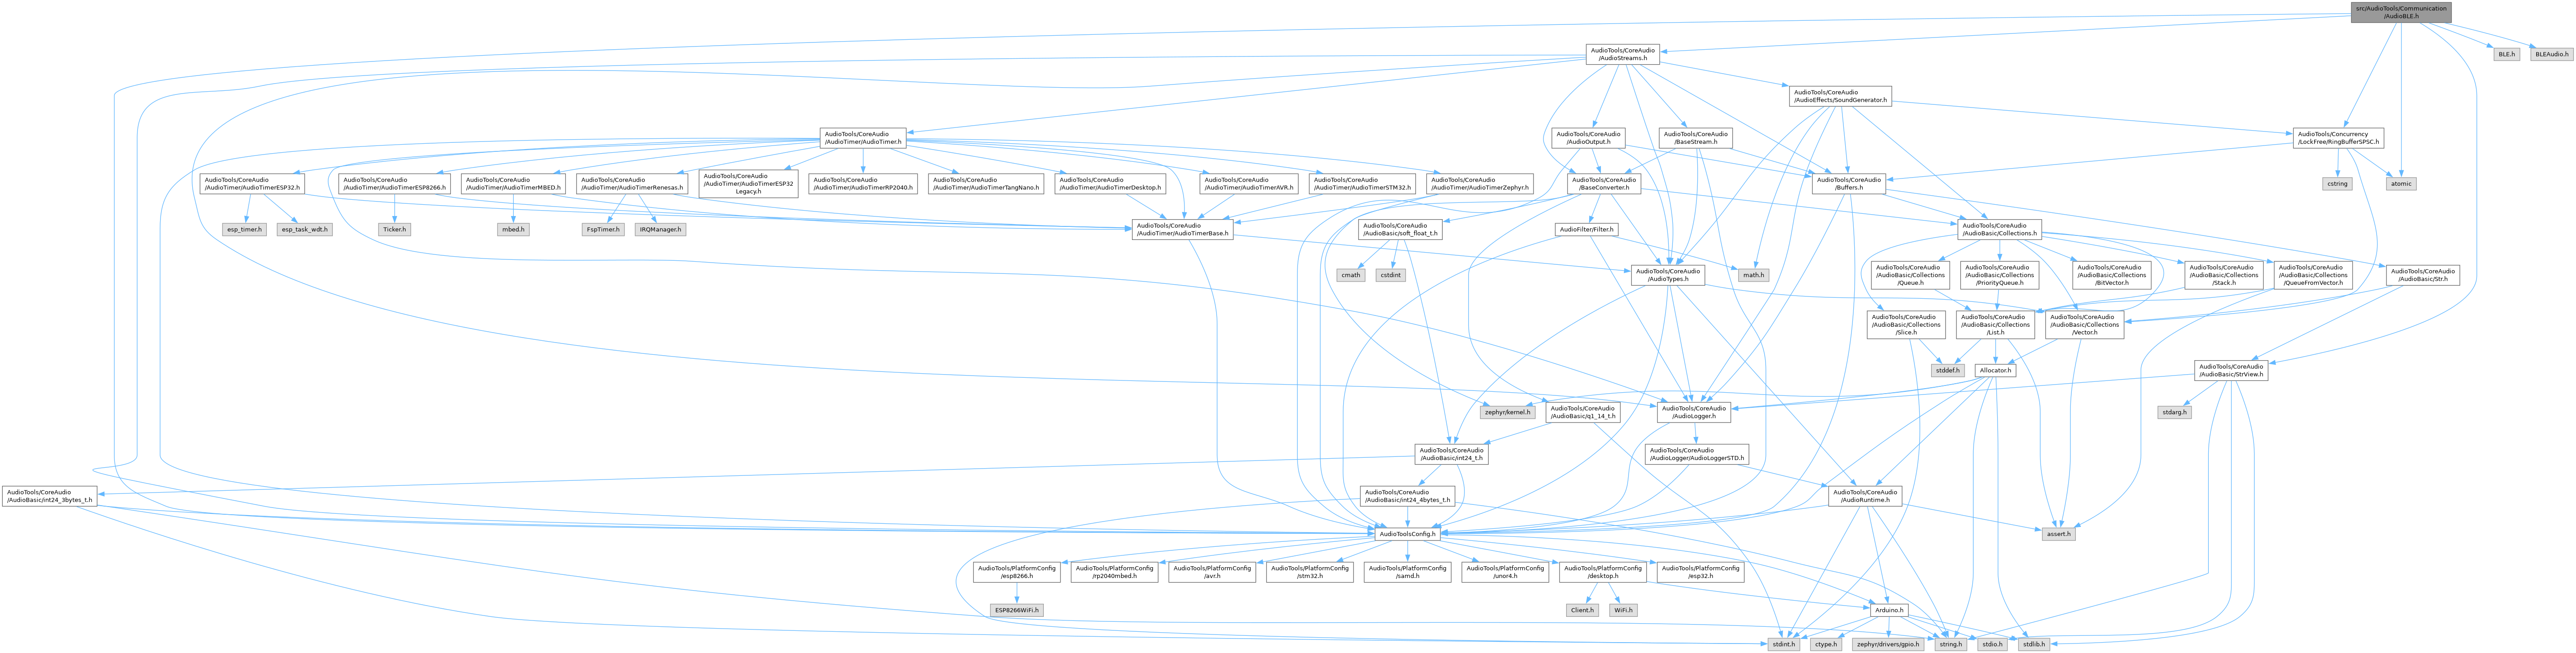 src/AudioTools/Communication
/AudioBLE.h
AudioTools/CoreAudio
/AudioStreams.h
BLE.h
BLEAudio.h
AudioTools/CoreAudio
/AudioEffects/SoundGenerator.h
AudioTools/CoreAudio
/AudioTimer/AudioTimer.h
AudioTools/CoreAudio
/AudioOutput.h
AudioTools/CoreAudio
/BaseStream.h
AudioTools/Concurrency
/LockFree/RingBufferSPSC.h
AudioTools/CoreAudio
/AudioTimer/AudioTimerESP32.h
AudioTools/CoreAudio
/AudioTimer/AudioTimerESP8266.h
AudioTools/CoreAudio
/AudioTimer/AudioTimerMBED.h
AudioTools/CoreAudio
/AudioTimer/AudioTimerRenesas.h
AudioTools/CoreAudio
/AudioTimer/AudioTimerESP32
Legacy.h
AudioTools/CoreAudio
/AudioTimer/AudioTimerRP2040.h
AudioTools/CoreAudio
/AudioTimer/AudioTimerTangNano.h
AudioTools/CoreAudio
/AudioTimer/AudioTimerDesktop.h
AudioTools/CoreAudio
/AudioTimer/AudioTimerAVR.h
AudioTools/CoreAudio
/AudioTimer/AudioTimerSTM32.h
AudioTools/CoreAudio
/AudioTimer/AudioTimerZephyr.h
AudioTools/CoreAudio
/BaseConverter.h
AudioTools/CoreAudio
/Buffers.h
cstring
atomic
esp_timer.h
esp_task_wdt.h
Ticker.h
mbed.h
FspTimer.h
IRQManager.h
AudioTools/CoreAudio
/AudioTimer/AudioTimerBase.h
AudioTools/CoreAudio
/AudioBasic/soft_float_t.h
AudioFilter/Filter.h
AudioTools/CoreAudio
/AudioBasic/Collections.h
cmath
cstdint
AudioTools/CoreAudio
/AudioTypes.h
math.h
AudioTools/CoreAudio
/AudioBasic/Collections
/Queue.h
AudioTools/CoreAudio
/AudioBasic/Collections
/PriorityQueue.h
AudioTools/CoreAudio
/AudioBasic/Collections
/BitVector.h
AudioTools/CoreAudio
/AudioBasic/Collections
/Stack.h
AudioTools/CoreAudio
/AudioBasic/Collections
/QueueFromVector.h
AudioTools/CoreAudio
/AudioBasic/Str.h
AudioTools/CoreAudio
/AudioBasic/Collections
/Slice.h
AudioTools/CoreAudio
/AudioBasic/Collections
/List.h
AudioTools/CoreAudio
/AudioBasic/Collections
/Vector.h
stddef.h
Allocator.h
AudioTools/CoreAudio
/AudioBasic/StrView.h
zephyr/kernel.h
AudioTools/CoreAudio
/AudioBasic/q1_14_t.h
AudioTools/CoreAudio
/AudioLogger.h
stdarg.h
AudioTools/CoreAudio
/AudioBasic/int24_t.h
AudioTools/CoreAudio
/AudioLogger/AudioLoggerSTD.h
AudioTools/CoreAudio
/AudioBasic/int24_3bytes_t.h
AudioTools/CoreAudio
/AudioBasic/int24_4bytes_t.h
AudioTools/CoreAudio
/AudioRuntime.h
AudioToolsConfig.h
assert.h
AudioTools/PlatformConfig
/esp8266.h
AudioTools/PlatformConfig
/rp2040mbed.h
AudioTools/PlatformConfig
/avr.h
AudioTools/PlatformConfig
/stm32.h
AudioTools/PlatformConfig
/samd.h
AudioTools/PlatformConfig
/unor4.h
AudioTools/PlatformConfig
/desktop.h
AudioTools/PlatformConfig
/esp32.h
ESP8266WiFi.h
Client.h
WiFi.h
Arduino.h
stdint.h
ctype.h
zephyr/drivers/gpio.h
string.h
stdio.h
stdlib.h